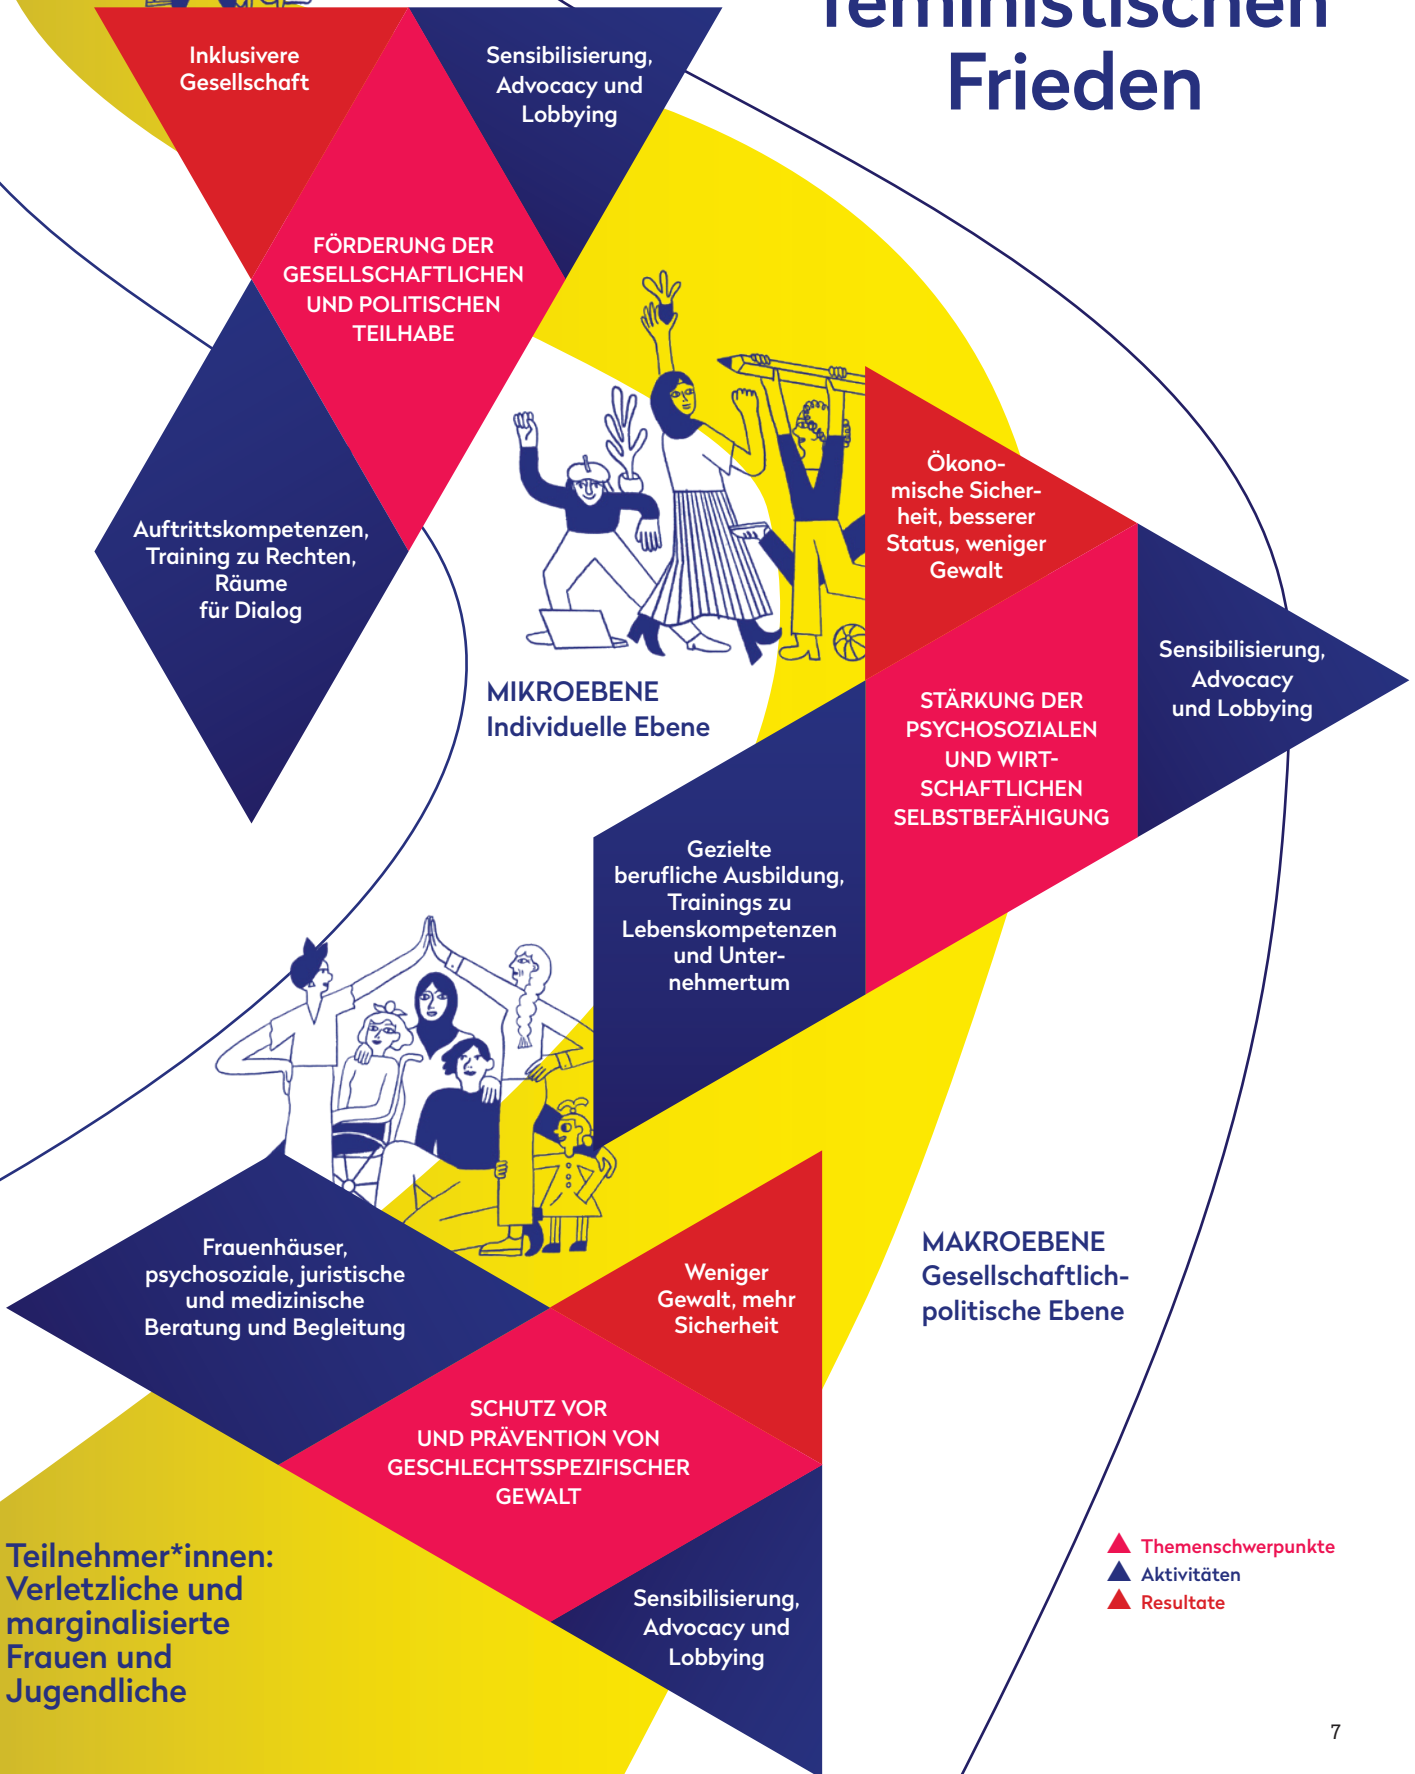 feministischen
Frieden
Inklusivere
Gesellschaft
Sensibilisierung,
Advocacy und
Lobbying
FÖRDERUNG DER
GESELLSCHAFTLICHEN
UND POLITISCHEN
TEILHABE
Auftrittskompetenzen,
Training zu Rechten,
Räume
für Dialog
Ökono-
mische Sicher-
heit, besserer
Status, weniger
Gewalt
MIKROEBENE
Individuelle Ebene
STÄRKUNG DER
PSYCHOSOZIALEN
UND WIRT-
SCHAFTLICHEN
SELBSTBEFÄHIGUNG
Sensibilisierung,
Advocacy
und Lobbying
Gezielte
berufliche Ausbildung,
Trainings zu
Lebenskompetenzen
und Unter-
nehmertum
Frauenhäuser,
psychosoziale, juristische
und medizinische
Beratung und Begleitung
Weniger
Gewalt, mehr
Sicherheit
MAKROEBENE
Gesellschaftlich-
politische Ebene
SCHUTZ VOR
UND PRÄVENTION VON
GESCHLECHTSSPEZIFISCHER
GEWALT
Sensibilisierung,
Advocacy und
Lobbying
Teilnehmer*innen:
Verletzliche und
marginalisierte
Frauen und
Jugendliche
Themenschwerpunkte
Aktivitäten
Resultate
7